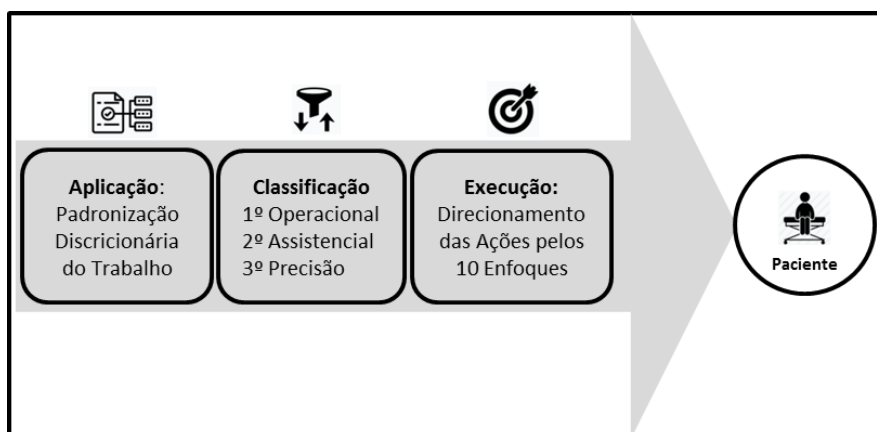 Aplicação:
Padronização
Discricionária
do Trabalho
Classificação
1º Operacional
2º Assistencial
3º Precisão
Execução:
Direcionamento
das Ações pelos
10 Enfoques
Paciente